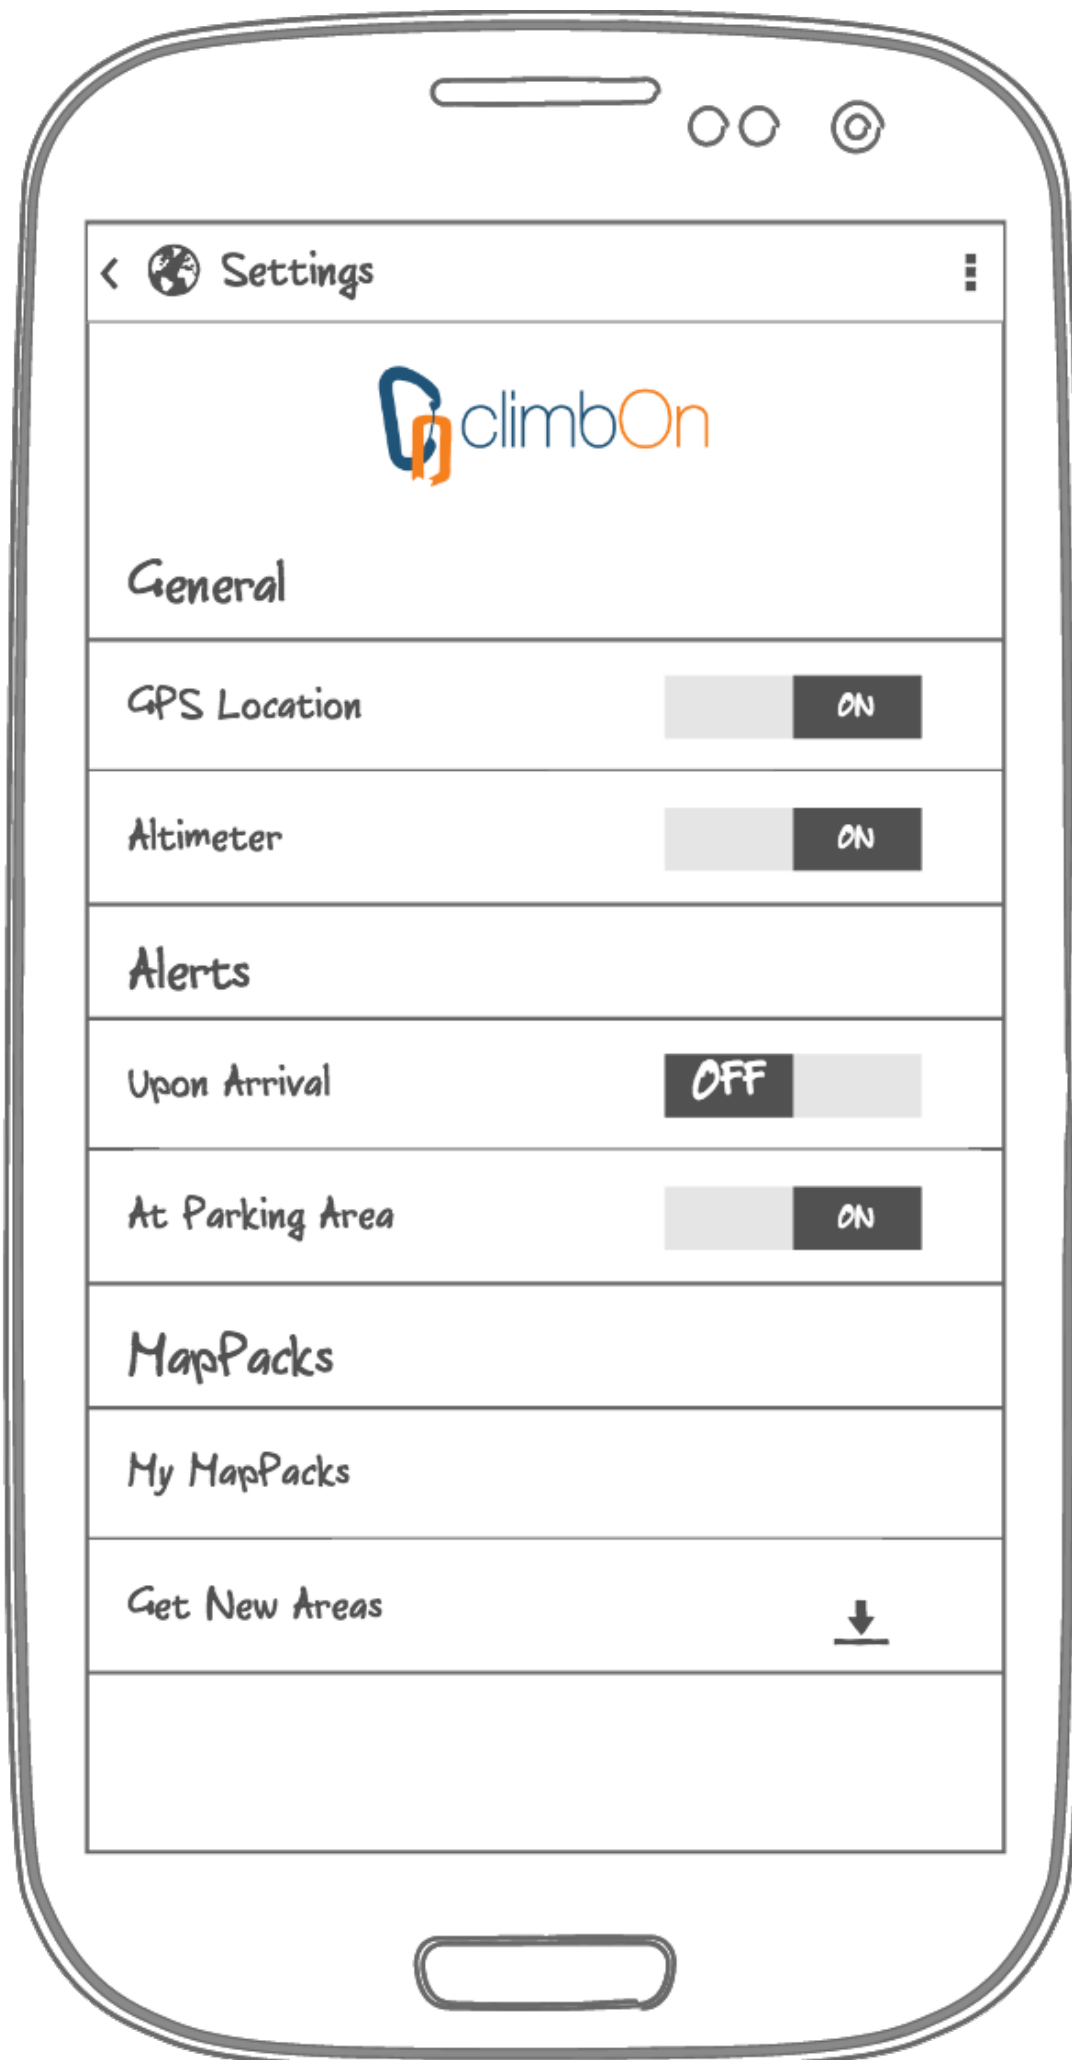 Settings
climbOn
General
GPS Location ON
Altimeter ON
Alerts
Upon Arrival OFF
At Parking Area ON
MapPacks
My MapPacks
Get New Areas